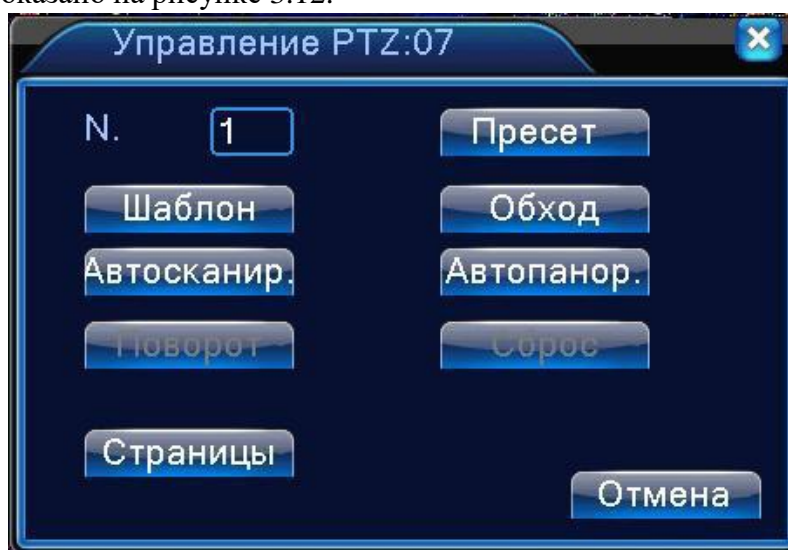 оказано на рисунке 3.12.
Управление PTZ:07
N. 1 Пресет
Шаблон Обход
Автосканир. Автопанор.
Поворот Сброс
Страницы
Отмена